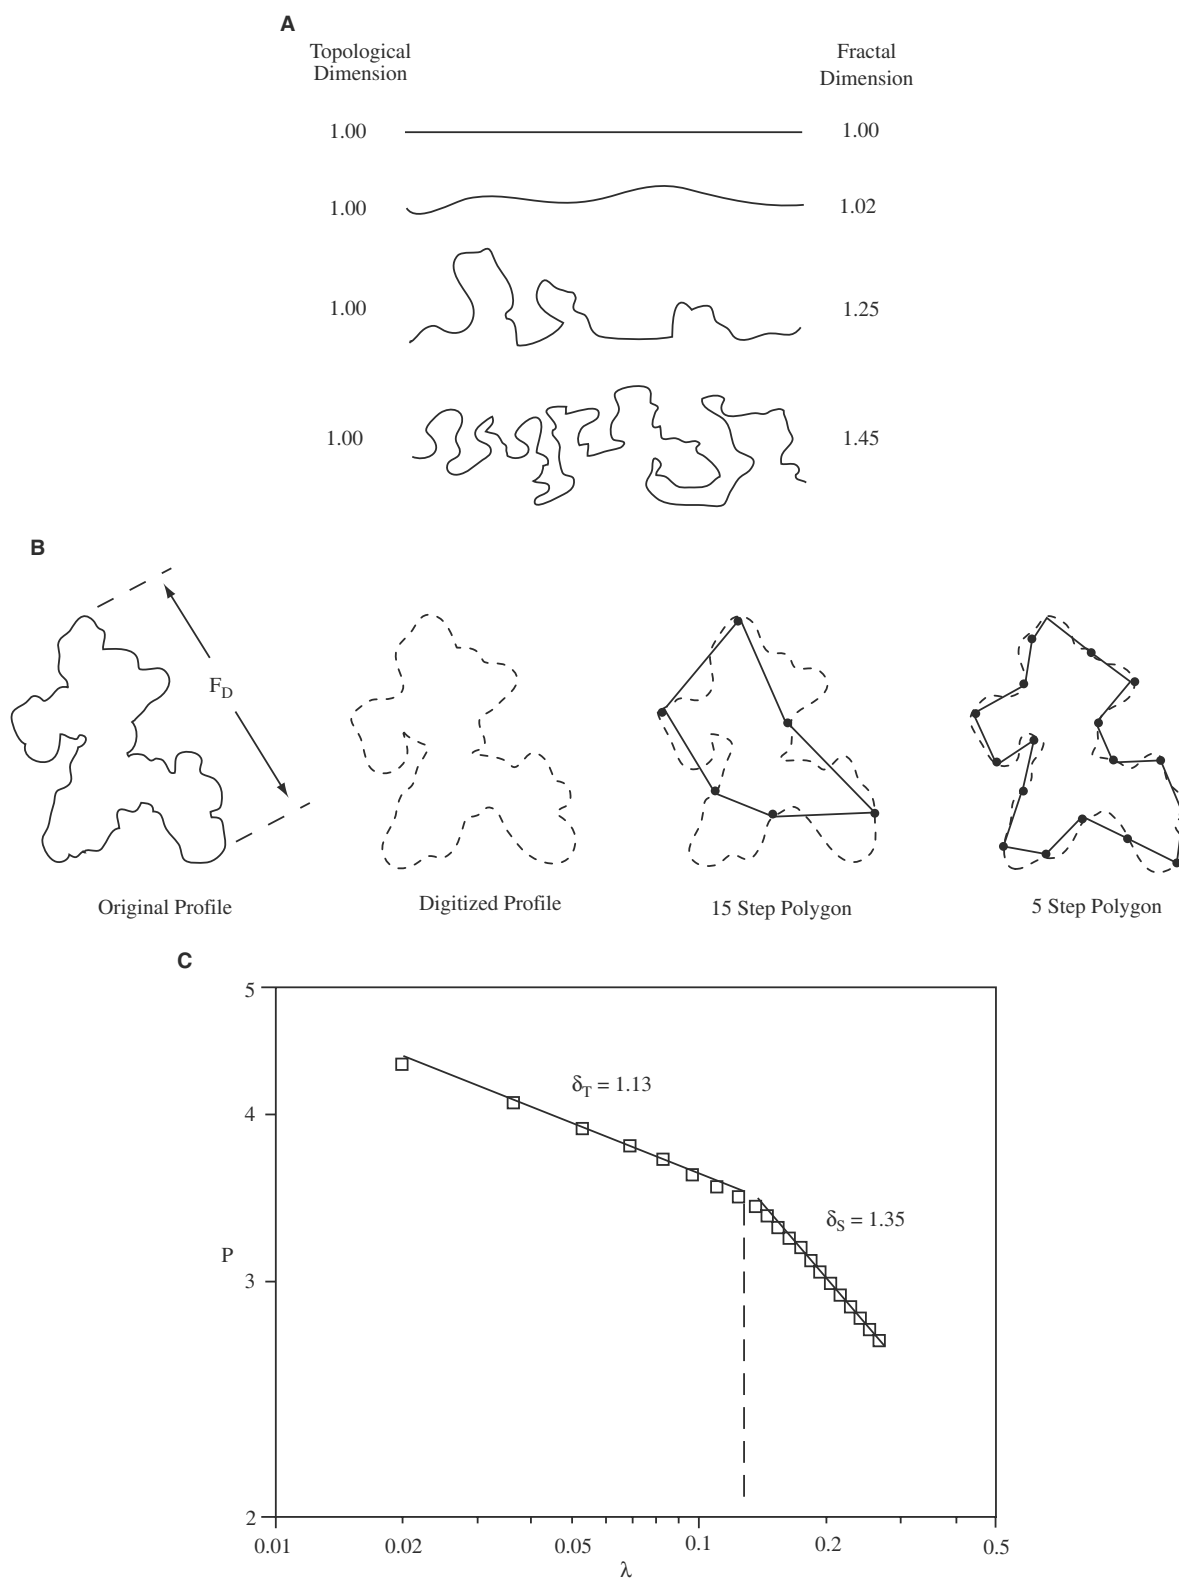 A
Topological
Dimension
Fractal
Dimension
1.00
1.00
1.00
1.02
1.00
1.25
1.00
1.45
B
F_D
Original Profile
Digitized Profile
15 Step Polygon
5 Step Polygon
C
5
4
3
2
P
δ_T = 1.13
δ_S = 1.35
0.01
0.02
0.05
0.1
0.2
0.5
λ